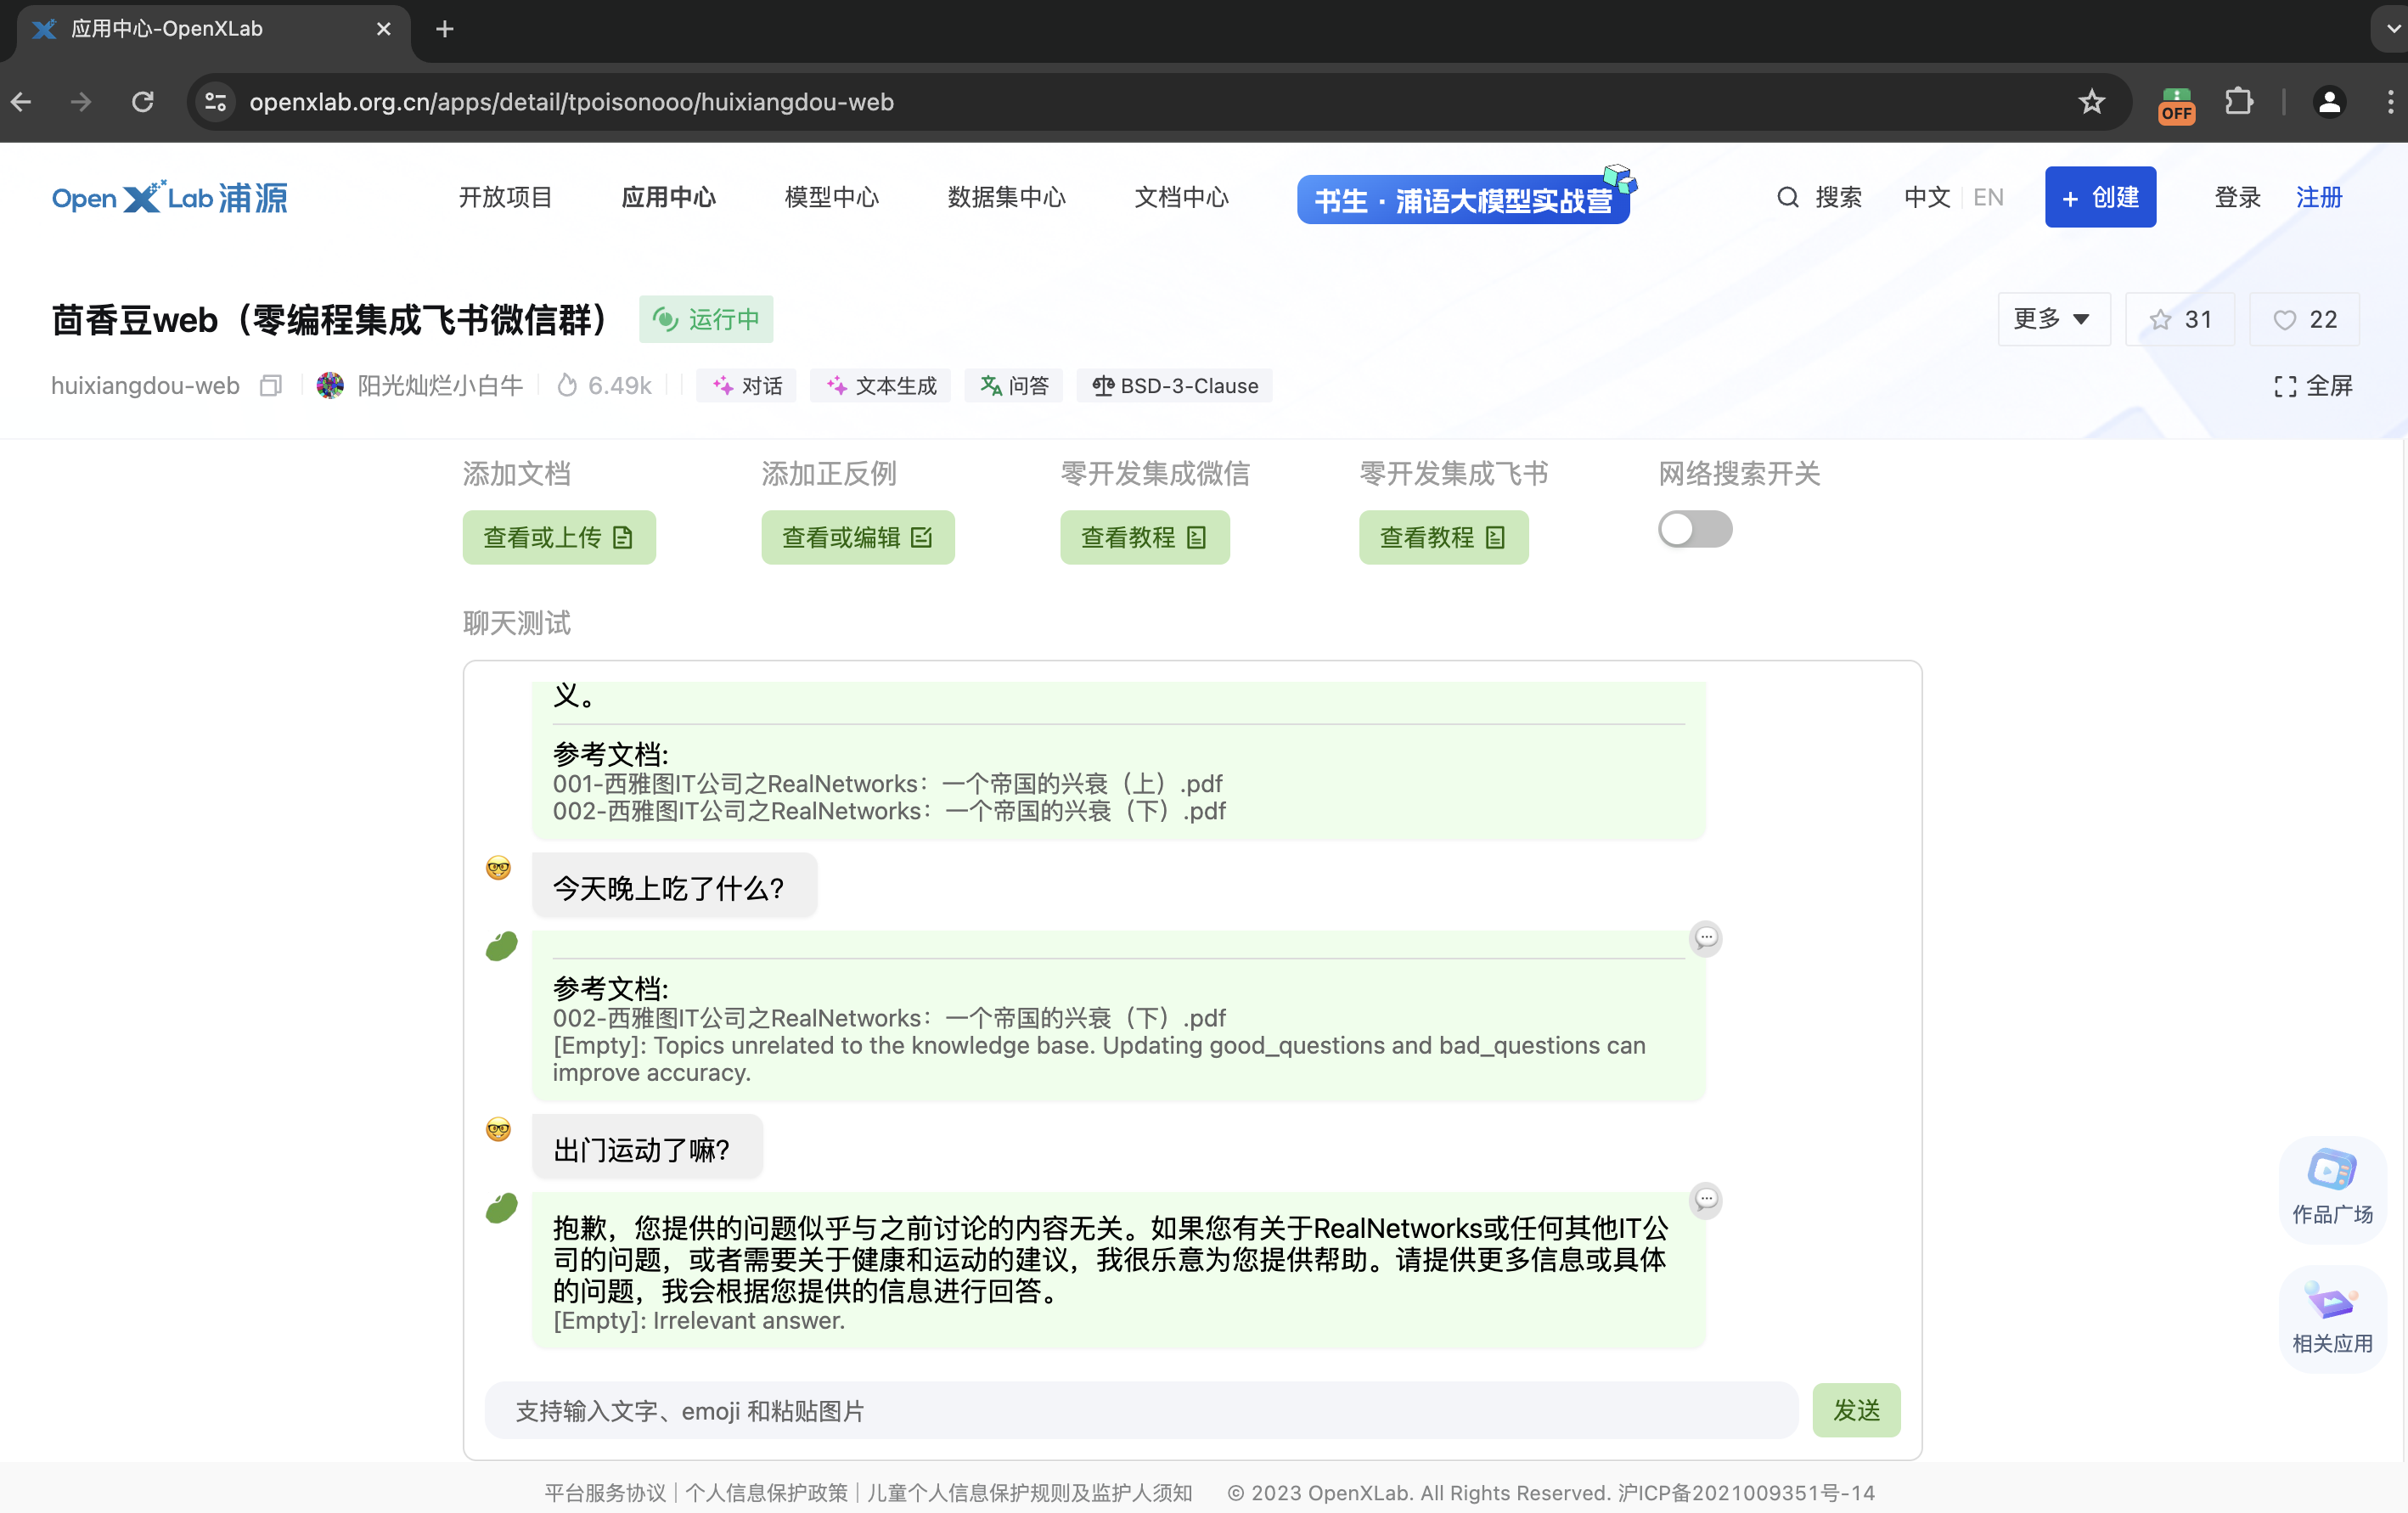 应用中心-OpenXLab
openxlab.org.cn/apps/detail/tpoisonooo/huixiangdou-web
OFF
OpenXLab浦源
开放项目
应用中心
模型中心
数据集中心
文档中心
书生·浦语大模型实战营
搜索
中文 | EN
+ 创建
登录
注册
茴香豆web（零编程集成飞书微信群）
运行中
更多
31
22
huixiangdou-web
阳光灿烂小白牛
6.49k
对话
文本生成
问答
BSD-3-Clause
全屏
添加文档
添加正反例
零开发集成微信
零开发集成飞书
网络搜索开关
查看或上传
查看或编辑
查看教程
查看教程
聊天测试
义。
参考文档:
001-西雅图IT公司之RealNetworks：一个帝国的兴衰（上）.pdf
002-西雅图IT公司之RealNetworks：一个帝国的兴衰（下）.pdf
今天晚上吃了什么?
参考文档:
002-西雅图IT公司之RealNetworks：一个帝国的兴衰（下）.pdf
[Empty]: Topics unrelated to the knowledge base. Updating good_questions and bad_questions can
improve accuracy.
出门运动了嘛?
抱歉，您提供的问题似乎与之前讨论的内容无关。如果您有关于RealNetworks或任何其他IT公
司的问题，或者需要关于健康和运动的建议，我很乐意为您提供帮助。请提供更多信息或具体
的问题，我会根据您提供的信息进行回答。
[Empty]: Irrelevant answer.
作品广场
相关应用
支持输入文字、emoji 和粘贴图片
发送
平台服务协议 | 个人信息保护政策 | 儿童个人信息保护规则及监护人须知 © 2023 OpenXLab. All Rights Reserved. 沪ICP备2021009351号-14